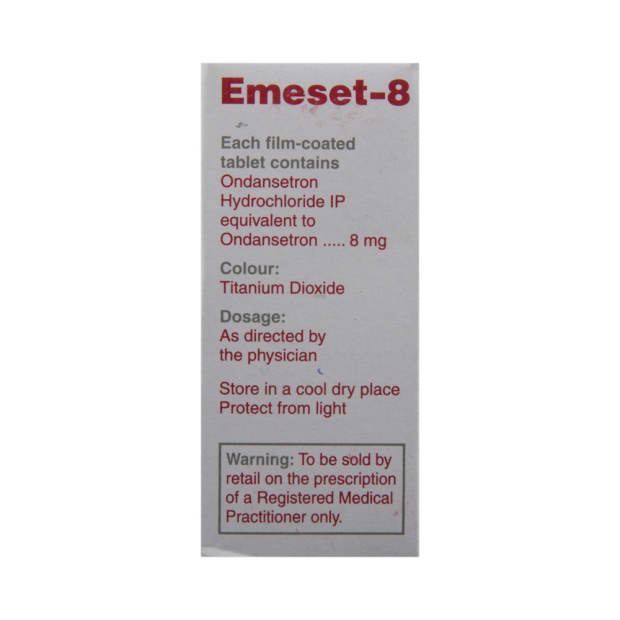 Emeset-8
Each film-coated
tablet contains
Ondansetron
Hydrochloride IP
equivalent to
Ondansetron ..... 8 mg
Colour:
Titanium Dioxide
Dosage:
As directed by
the physician
Store in a cool dry place
Protect from light
Warning: To be sold by
retail on the prescription
of a Registered Medical
Practitioner only.